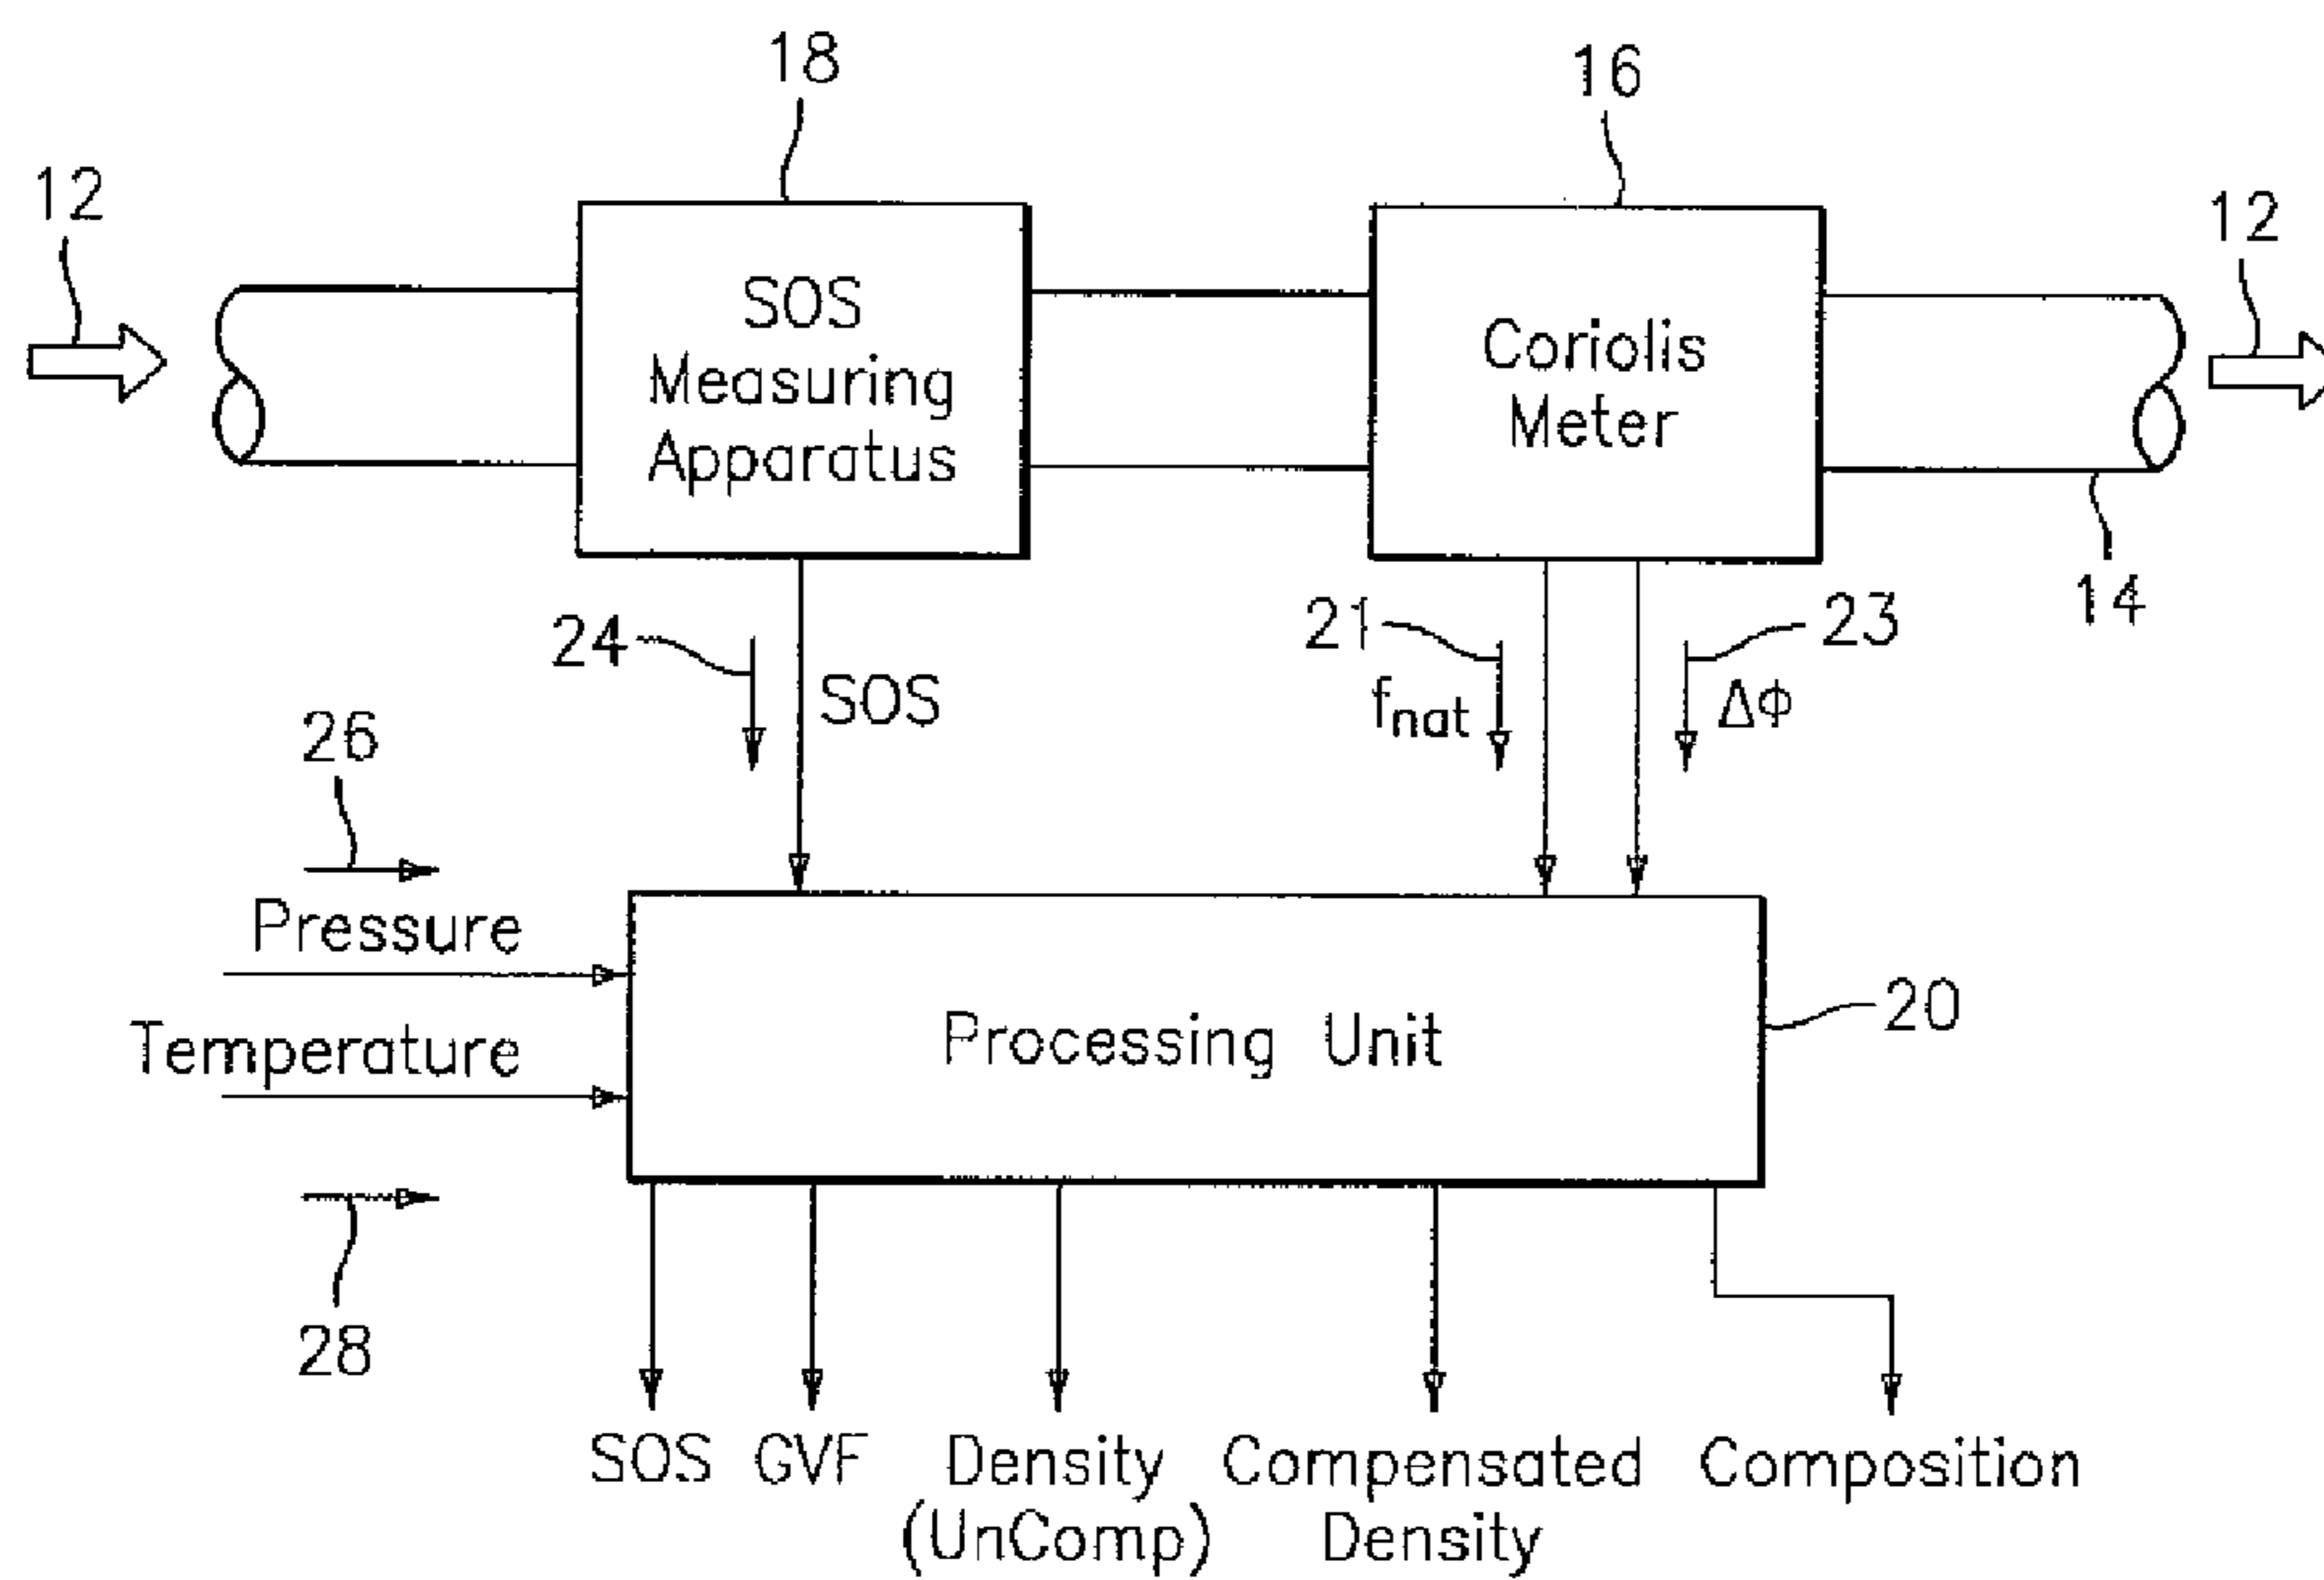 18
16
12
12
SOS
Measuring
Apparatus
Coriolis
Meter
14
24
SOS
21
fnat
23
ΔΦ
26
Pressure
Temperature
28
Processing Unit
20
SOS
GVF
Density
(UnComp)
Compensated
Density
Composition